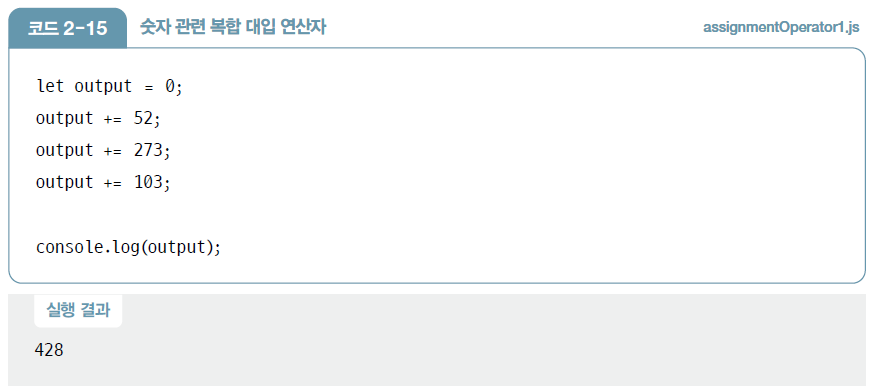 코드 2-15 숫자 관련 복합 대입 연산자 assignmentOperator1.js
let output = 0;
output += 52;
output += 273;
output += 103;
console.log(output);
실행 결과
428